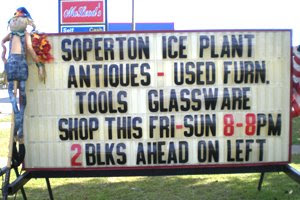 McLeod's
Self
SOPERTON ICE PLANT
ANTIQUES - USED FURN.
TOOLS GLASSWARE
SHOP THIS FRI-SUN 8-8PM
2 BLKS AHEAD ON LEFT